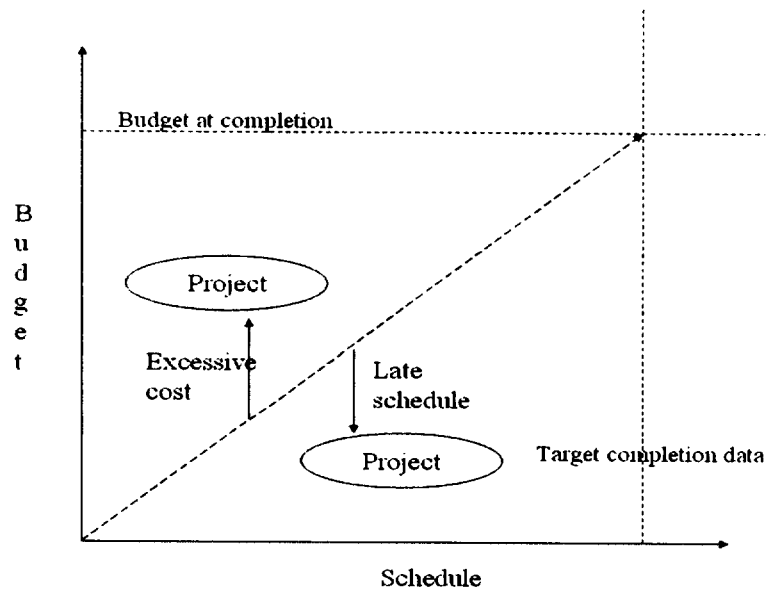 Budget at completion
B
u
d
g
e
t
Project
Excessive
cost
Late
schedule
Project
Target completion data
Schedule